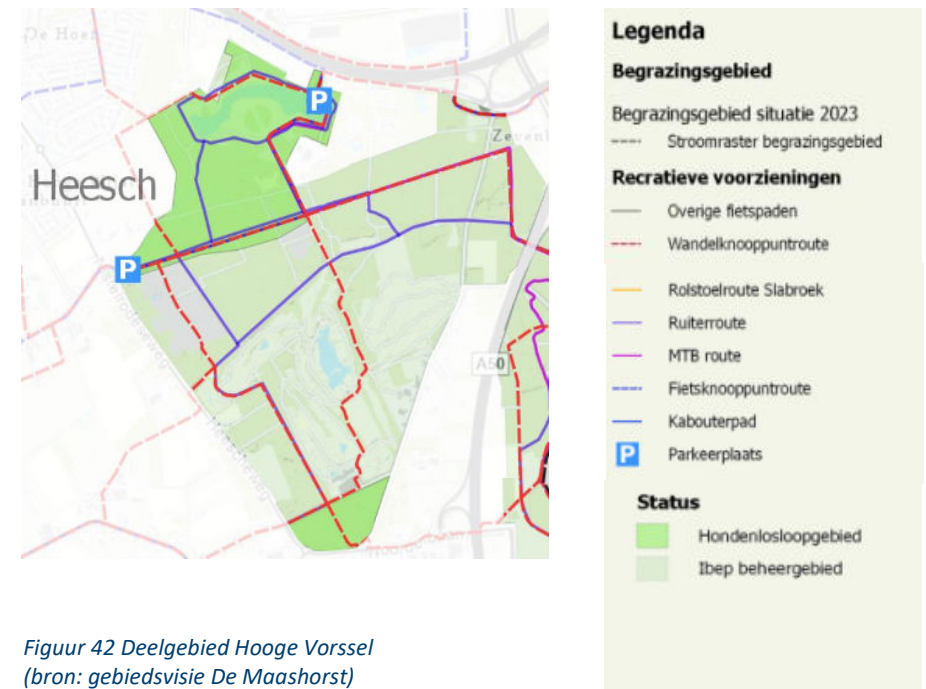 De Hoef
P
Zevenb
Heesch
P
A50
Legenda
Begrazingsgebied
Begrazingsgebied situatie 2023
Stroomraster begrazingsgebied
Recratieve voorzieningen
Overige fietspaden
Wandelknooppuntroute
Rolstoelroute Slabroek
Ruiterroute
MTB route
Fietsknooppuntroute
Kabouterpad
P Parkeerplaats
Status
Hondenlosloopgebied
Ibep beheergebied
Figuur 42 Deelgebied Hooge Vorssel
(bron: gebiedsvisie De Maashorst)